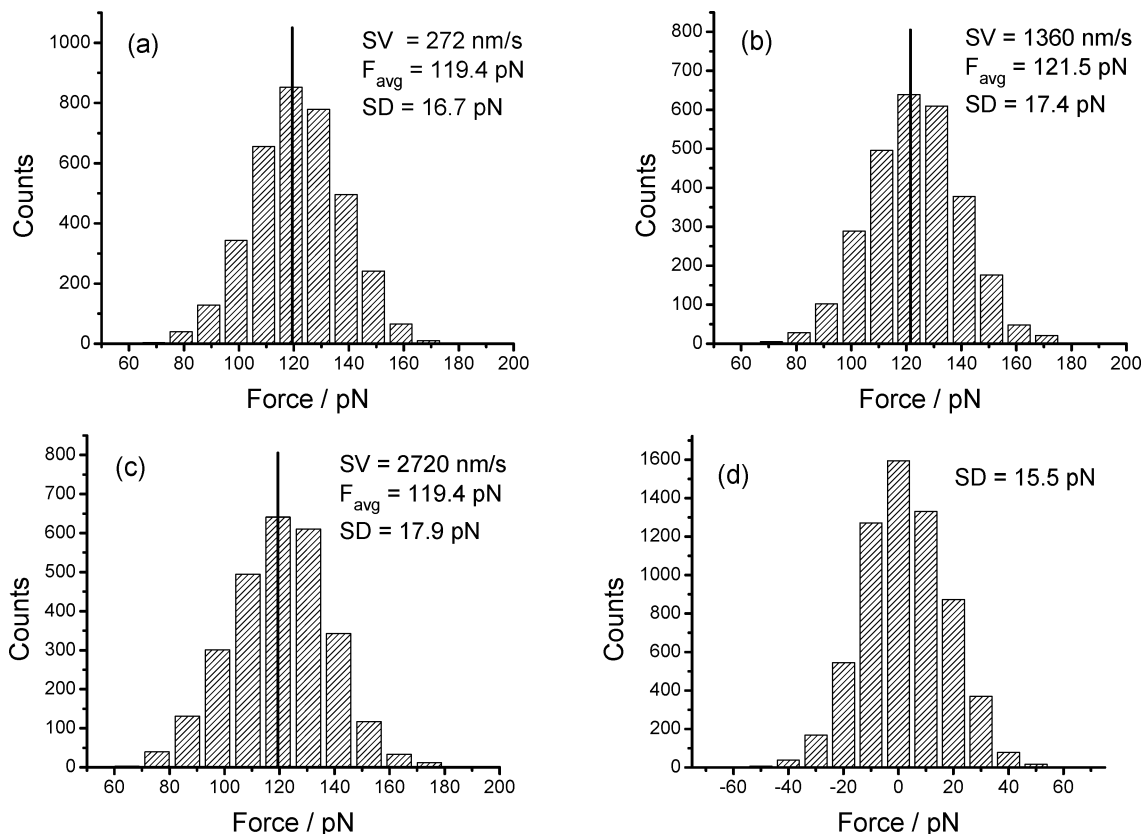 (a)
SV = 272 nm/s
F_avg = 119.4 pN
SD = 16.7 pN
1000
800
600
400
200
0
Counts
60 80 100 120 140 160 180 200
Force / pN
(b)
SV = 1360 nm/s
F_avg = 121.5 pN
SD = 17.4 pN
800
700
600
500
400
300
200
100
0
Counts
60 80 100 120 140 160 180 200
Force / pN
(c)
SV = 2720 nm/s
F_avg = 119.4 pN
SD = 17.9 pN
800
700
600
500
400
300
200
100
0
Counts
60 80 100 120 140 160 180 200
Force / pN
(d)
SD = 15.5 pN
1600
1400
1200
1000
800
600
400
200
0
Counts
-60 -40 -20 0 20 40 60
Force / pN